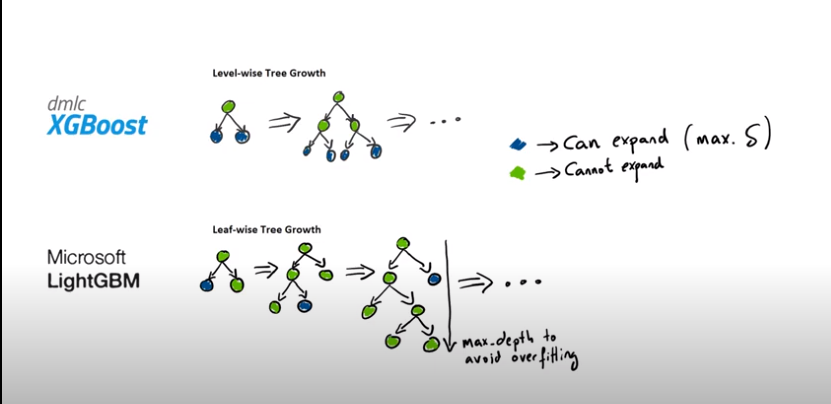 Level-wise Tree Growth
dmlc
XGBoost
...
→ Can expand (max. S)
→ Cannot expand
Leaf-wise Tree Growth
Microsoft
LightGBM
...
max-depth to
avoid overfitting